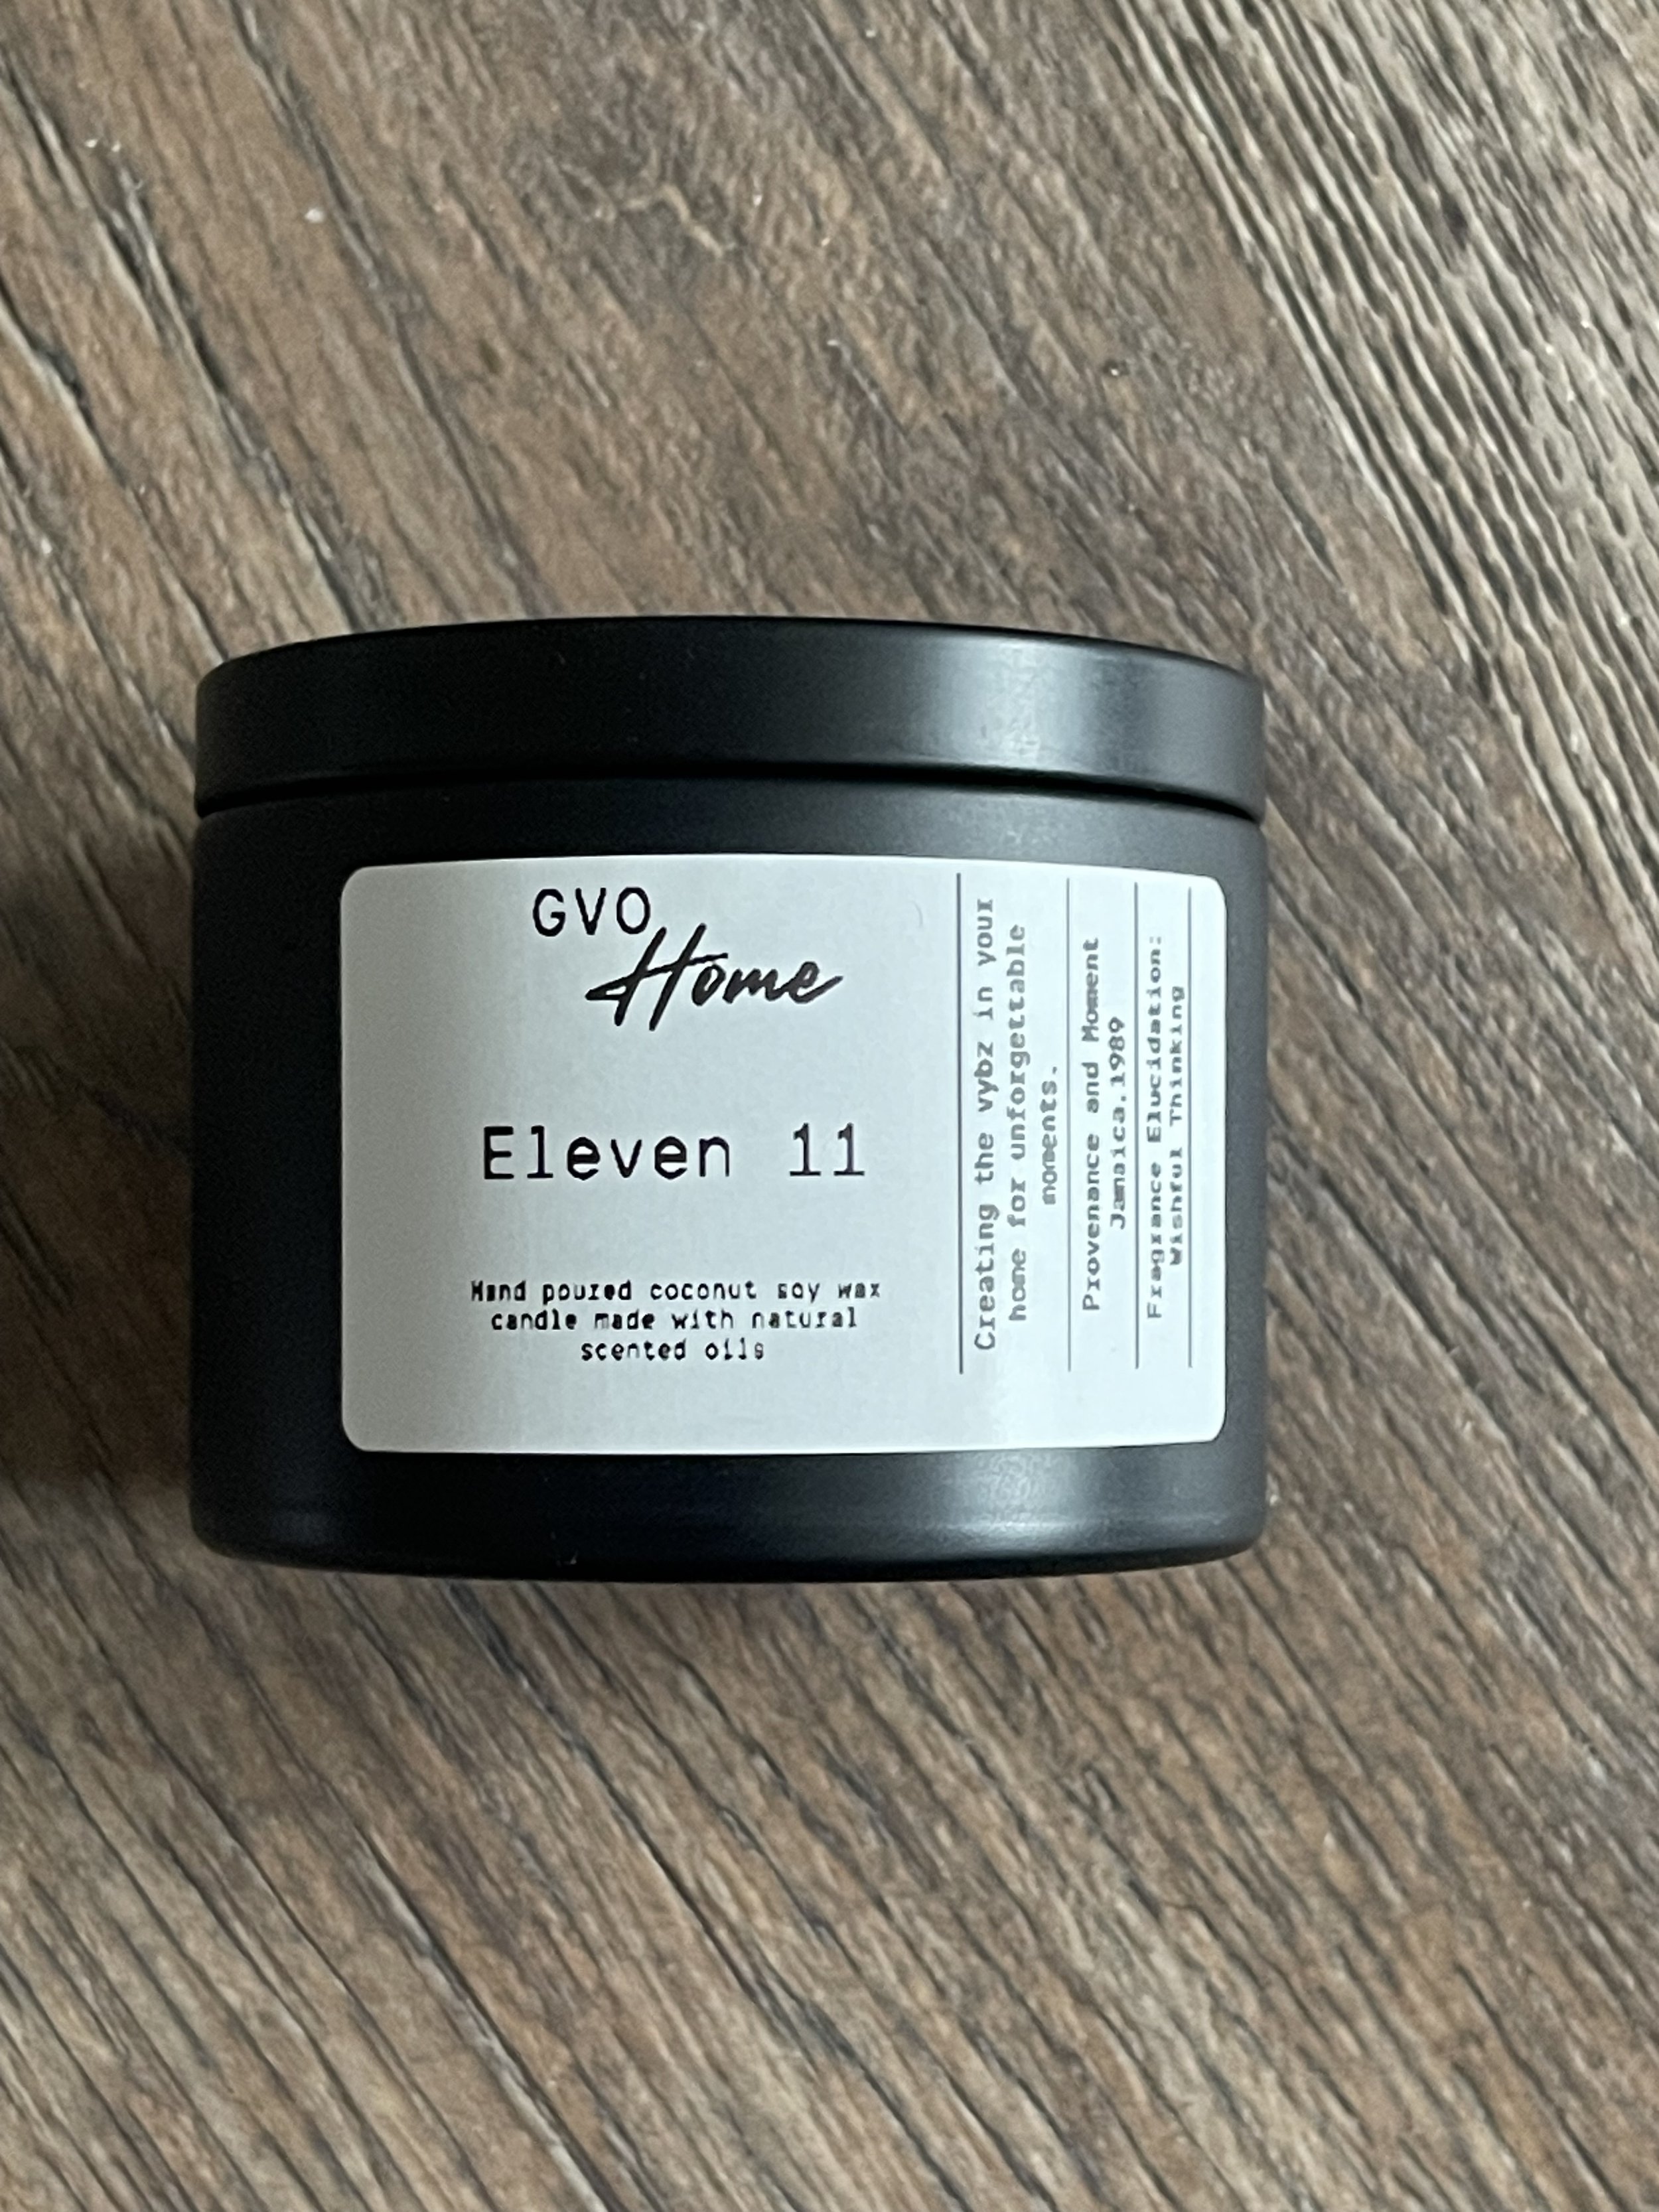 GVO
Home
Eleven 11
Hand poured coconut soy wax
candle made with natural
scented oils
Creating the vybz in your
home for unforgettable
moments.
Provenance and Moment
Jamaica.1989
Fragrance Elucidation:
Wishful Thinking